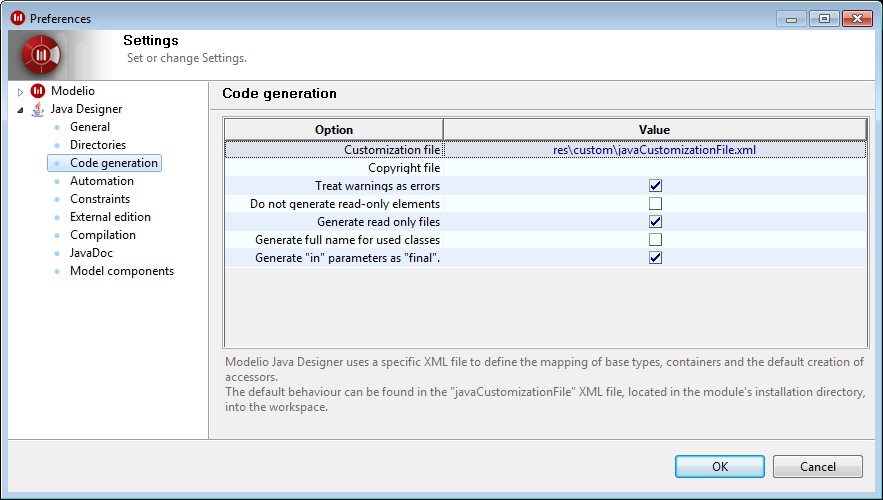 Preferences
Settings
Set or change Settings.
Modelio
Java Designer
General
Directories
Code generation
Automation
Constraints
External edition
Compilation
JavaDoc
Model components
Code generation
Option Value
Customization file res\custom\javaCustomizationFile.xml
Copyright file
Treat warnings as errors
Do not generate read-only elements
Generate read only files
Generate full name for used classes
Generate "in" parameters as "final".
Modelio Java Designer uses a specific XML file to define the mapping of base types, containers and the default creation of
accessors.
The default behaviour can be found in the "javaCustomizationFile" XML file, located in the module's installation directory,
into the workspace.
OK Cancel